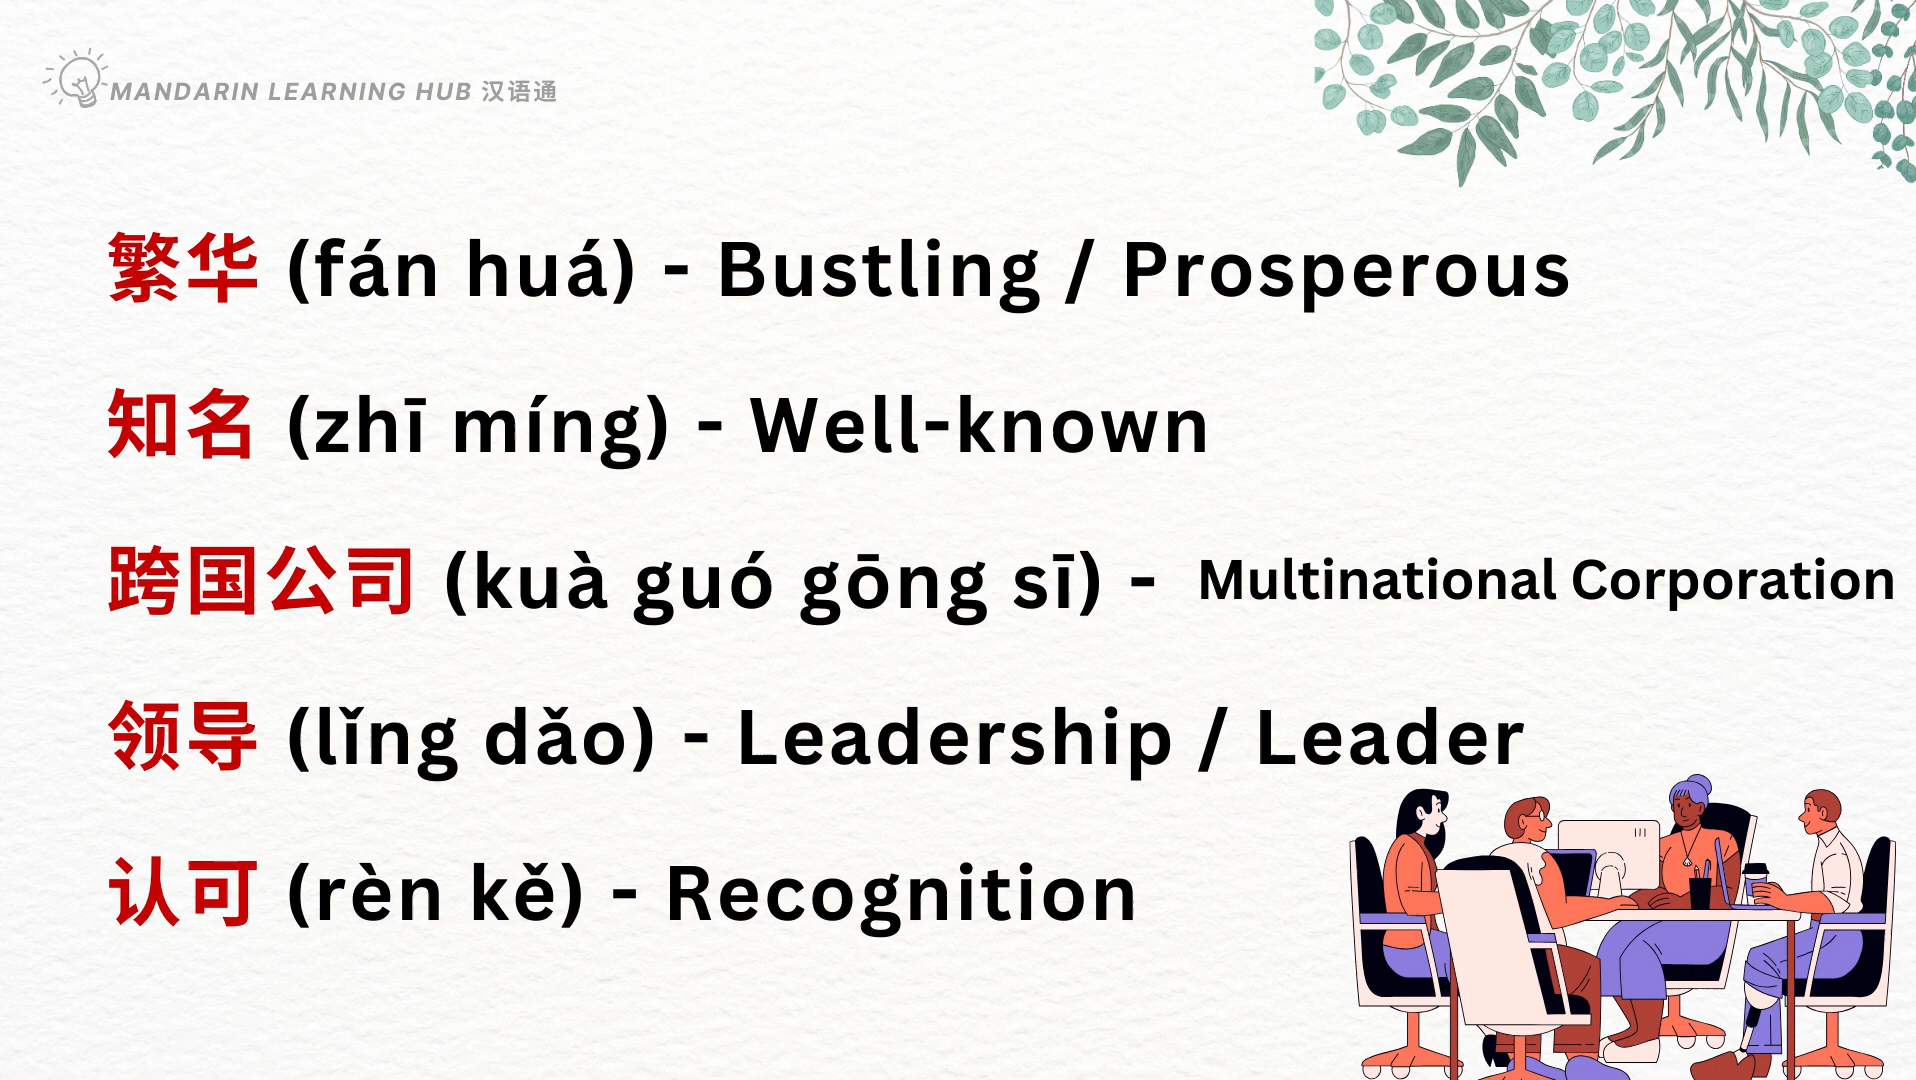 MANDARIN LEARNING HUB 汉语通
繁华 (fán huá) - Bustling / Prosperous
知名 (zhī míng) - Well-known
跨国公司 (kuà guó gōng sī) - Multinational Corporation
领导 (lǐng dǎo) - Leadership / Leader
认可 (rèn kě) - Recognition